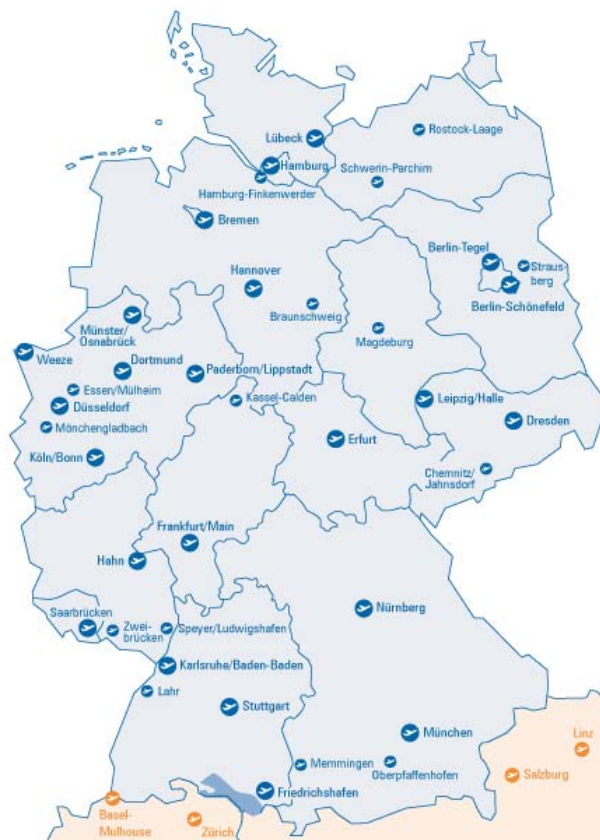 Rostock-Laage
Lübeck
Hamburg
Schwerin-Parchim
Hamburg-Finkenwerder
Bremen
Berlin-Tegel
Straus-
berg
Hannover
Berlin-Schönefeld
Braunschweig
Münster/
Osnabrück
Magdeburg
Weeze
Dortmund
Paderborn/Lippstadt
Essen/Mülheim
Kassel-Calden
Leipzig/Halle
Düsseldorf
Dresden
Mönchengladbach
Erfurt
Köln/Bonn
Chemnitz/
Jahnsdorf
Frankfurt/Main
Hahn
Saarbrücken
Nürnberg
Zwei-
brücken
Speyer/Ludwigshafen
Karlsruhe/Baden-Baden
Lahr
Stuttgart
München
Linz
Memmingen
Oberpfaffenhofen
Salzburg
Friedrichshafen
Basel-
Mulhouse
Zürich